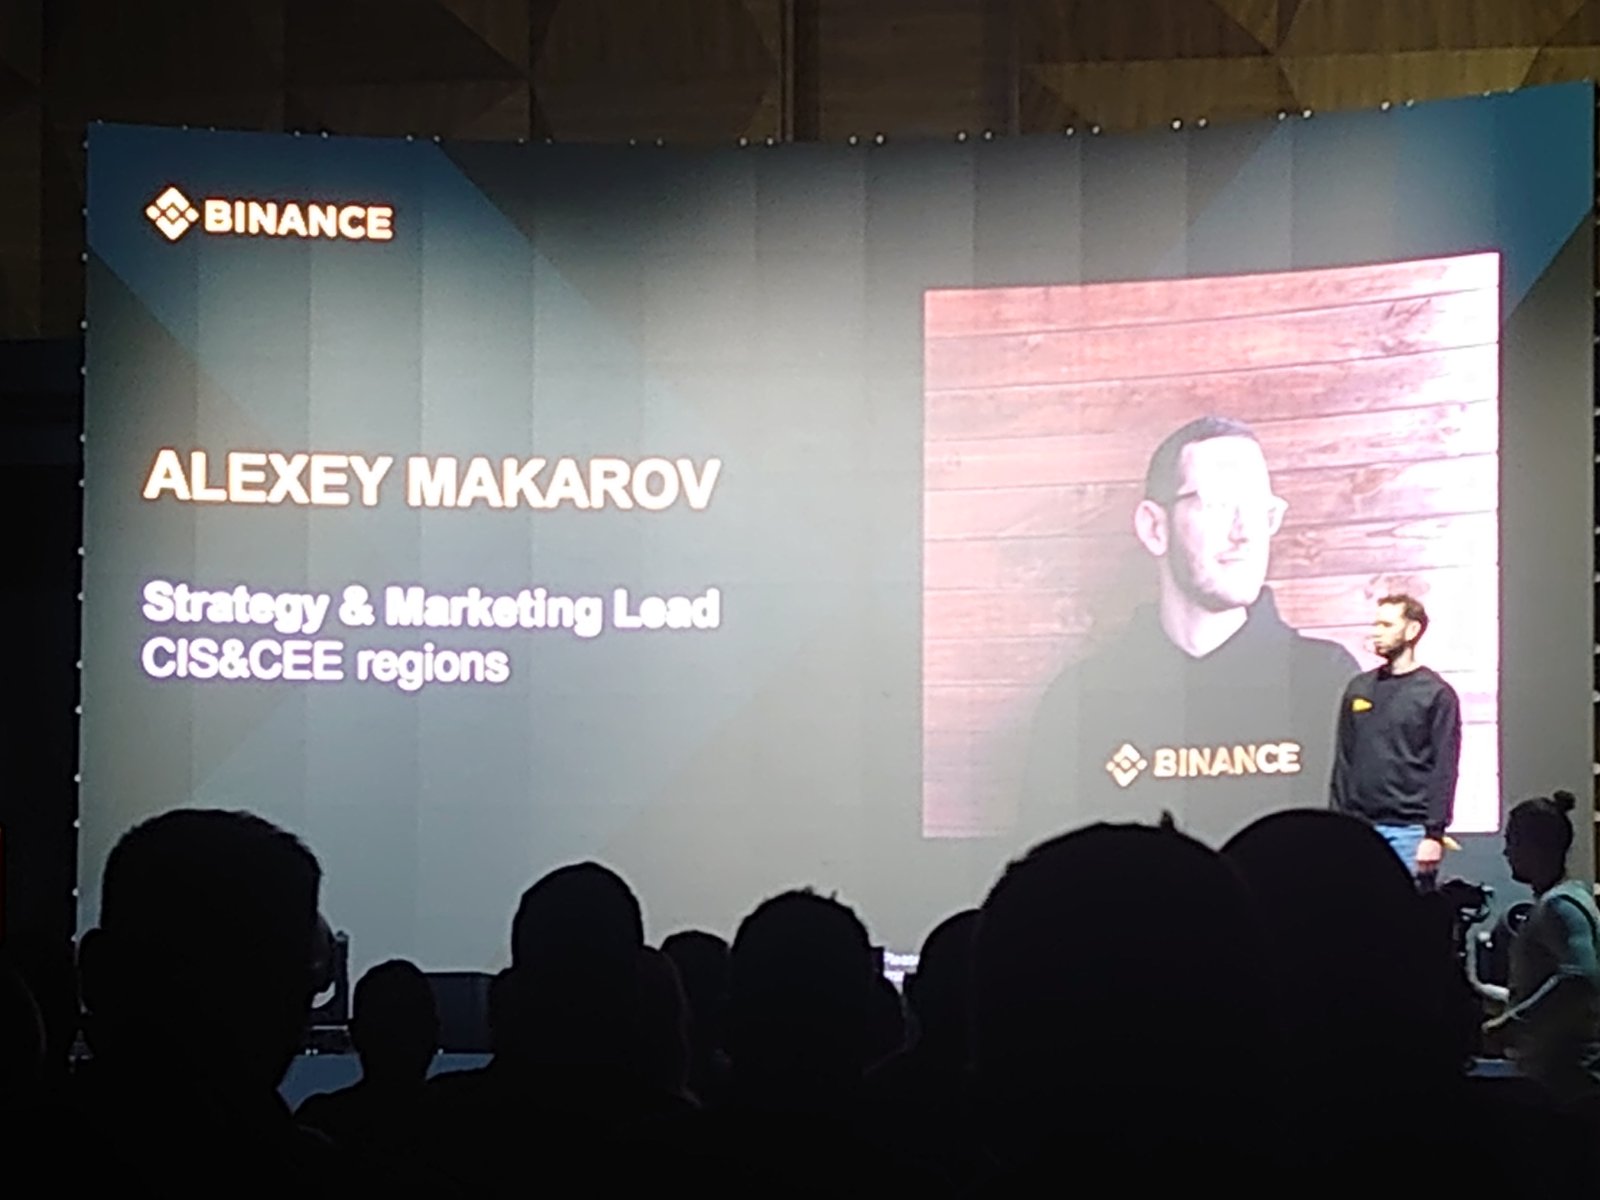 BINANCE
ALEXEY MAKAROV
Strategy & Marketing Lead
CIS&CEE regions
BINANCE